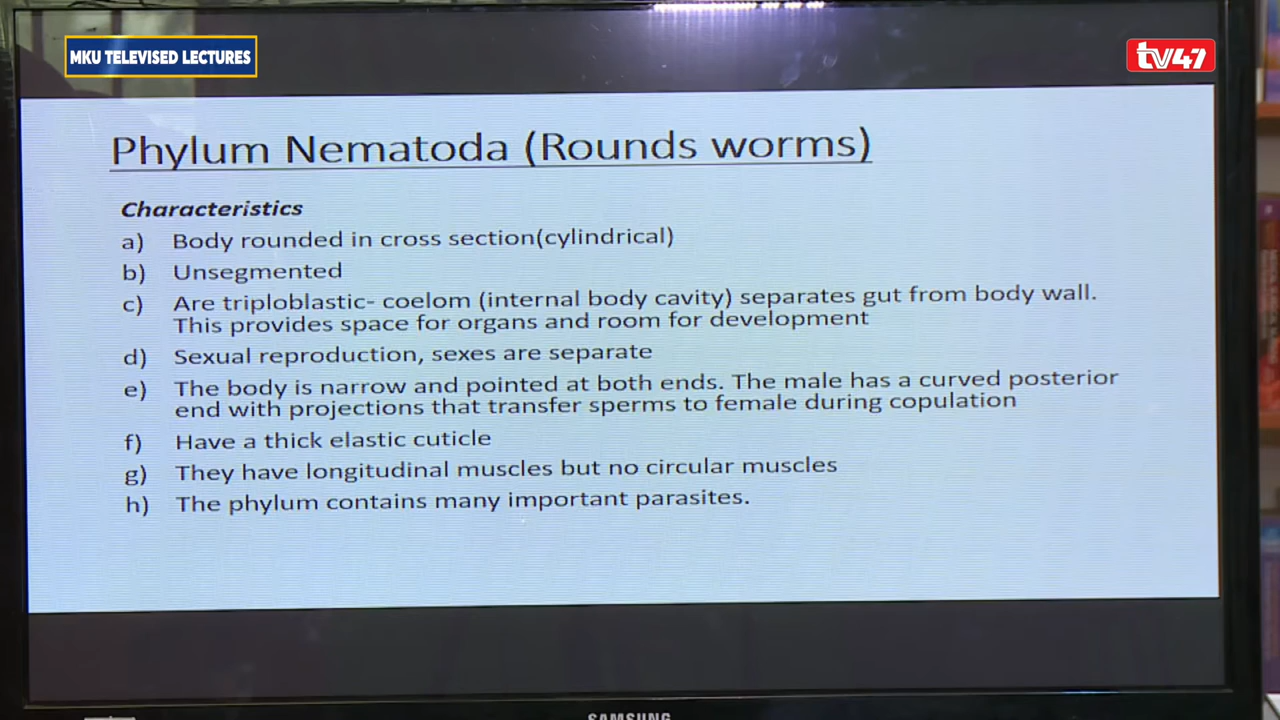 MKU TELEVISED LECTURES
tv47
Phylum Nematoda (Rounds worms)
Characteristics
a) Body rounded in cross section(cylindrical)
b) Unsegmented
c) Are triploblastic- coelom (internal body cavity) separates gut from body wall.
This provides space for organs and room for development
d) Sexual reproduction, sexes are separate
e) The body is narrow and pointed at both ends. The male has a curved posterior
end with projections that transfer sperms to female during copulation
f) Have a thick elastic cuticle
g) They have longitudinal muscles but no circular muscles
h) The phylum contains many important parasites.
SAMSUNG